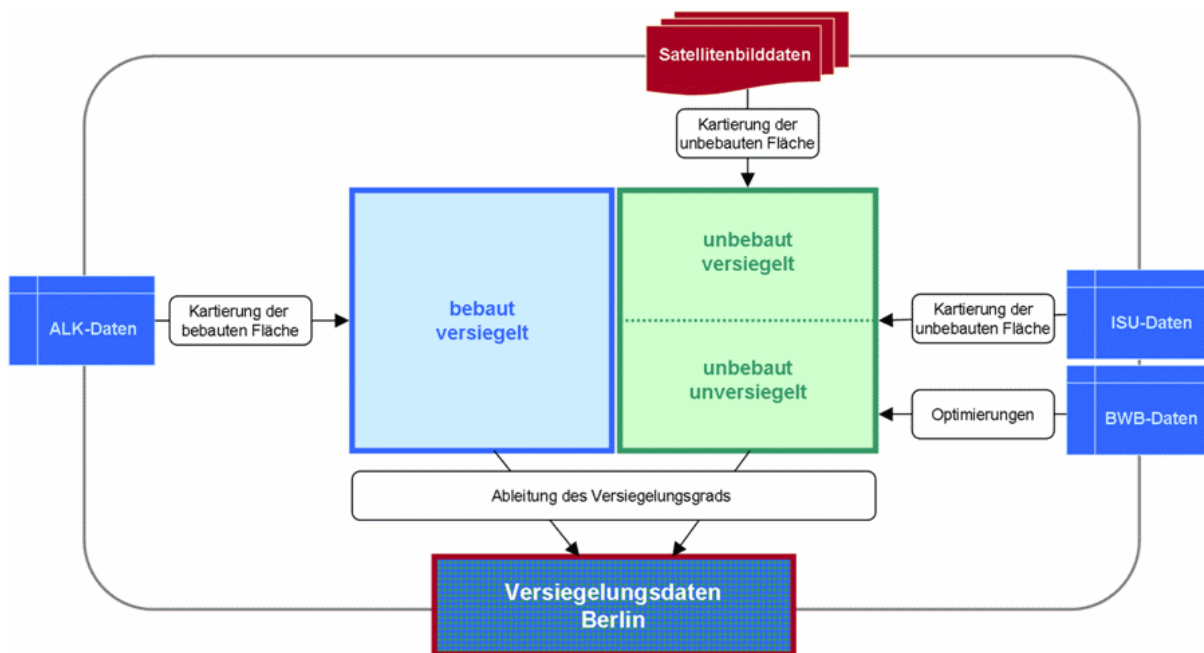 Satellitenbilddaten
Kartierung der
unbebauten Fläche
unbebaut
versiegelt
ALK-Daten
Kartierung der
bebauten Fläche
bebaut
versiegelt
Kartierung der
unbebauten Fläche
ISU-Daten
unbebaut
unversiegelt
Optimierungen
BWB-Daten
Ableitung des Versiegelungsgrads
Versiegelungsdaten
Berlin